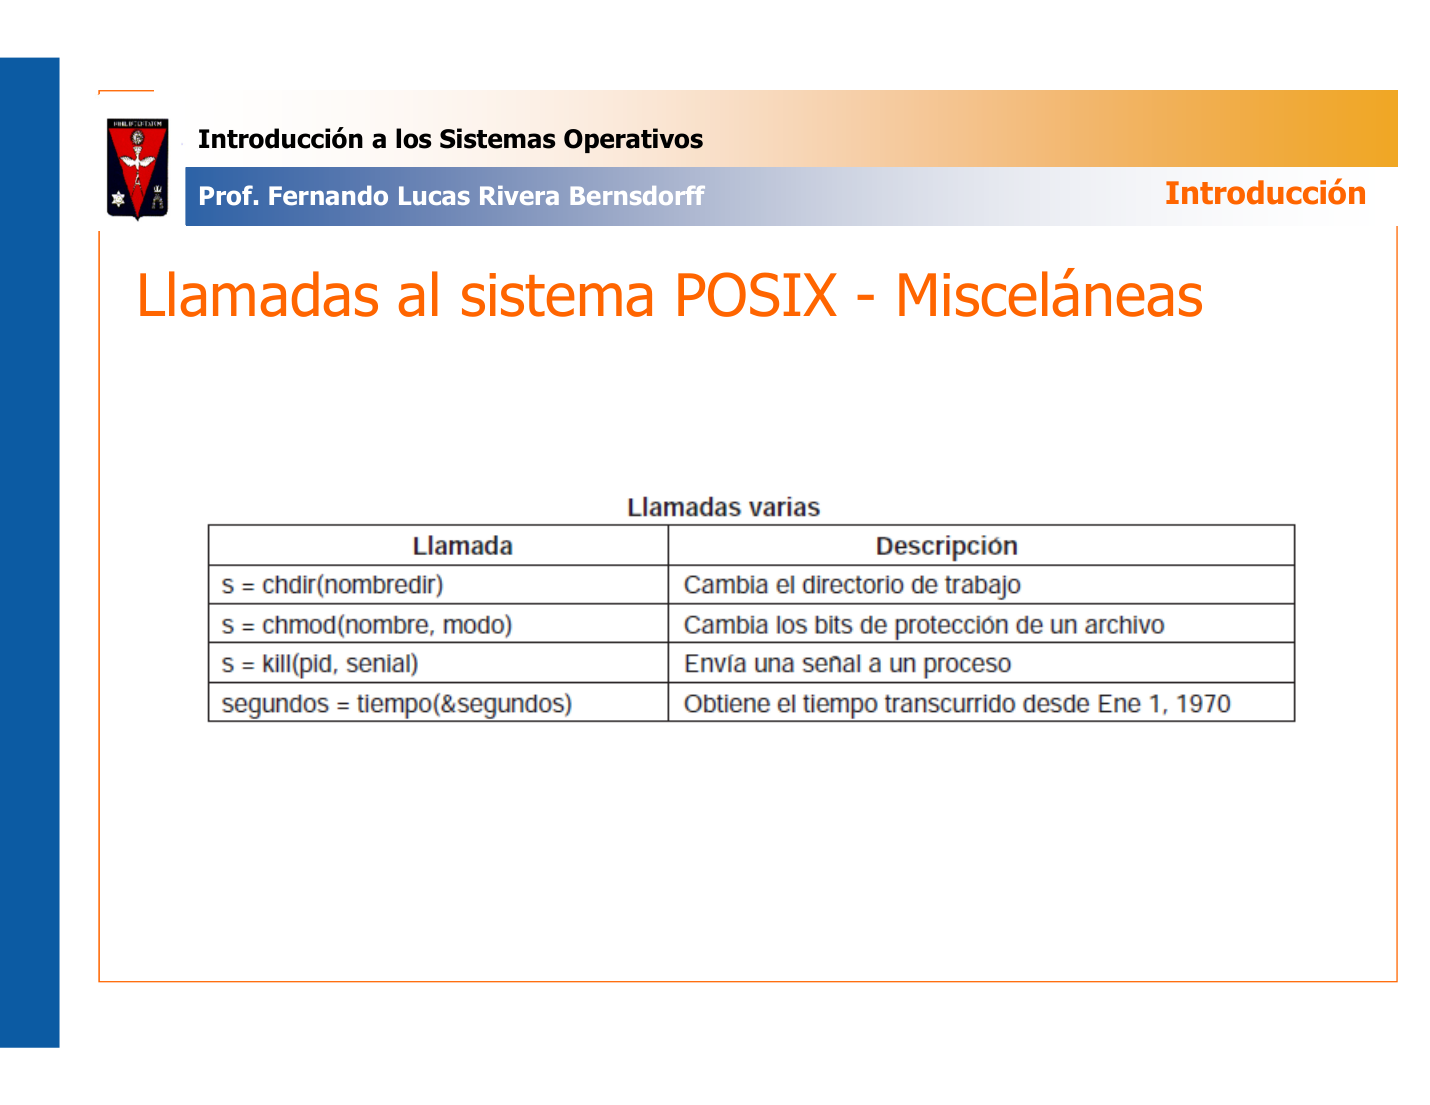 Introducción a los Sistemas Operativos
Prof. Fernando Lucas Rivera Bernsdorff
Introducción
Llamadas al sistema POSIX - Misceláneas
Llamadas varias
Llamada Descripción
s = chdir(nombredir) Cambia el directorio de trabajo
s = chmod(nombre, modo) Cambia los bits de protección de un archivo
s = kill(pid, senial) Envía una señal a un proceso
segundos = tiempo(&segundos) Obtiene el tiempo transcurrido desde Ene 1, 1970